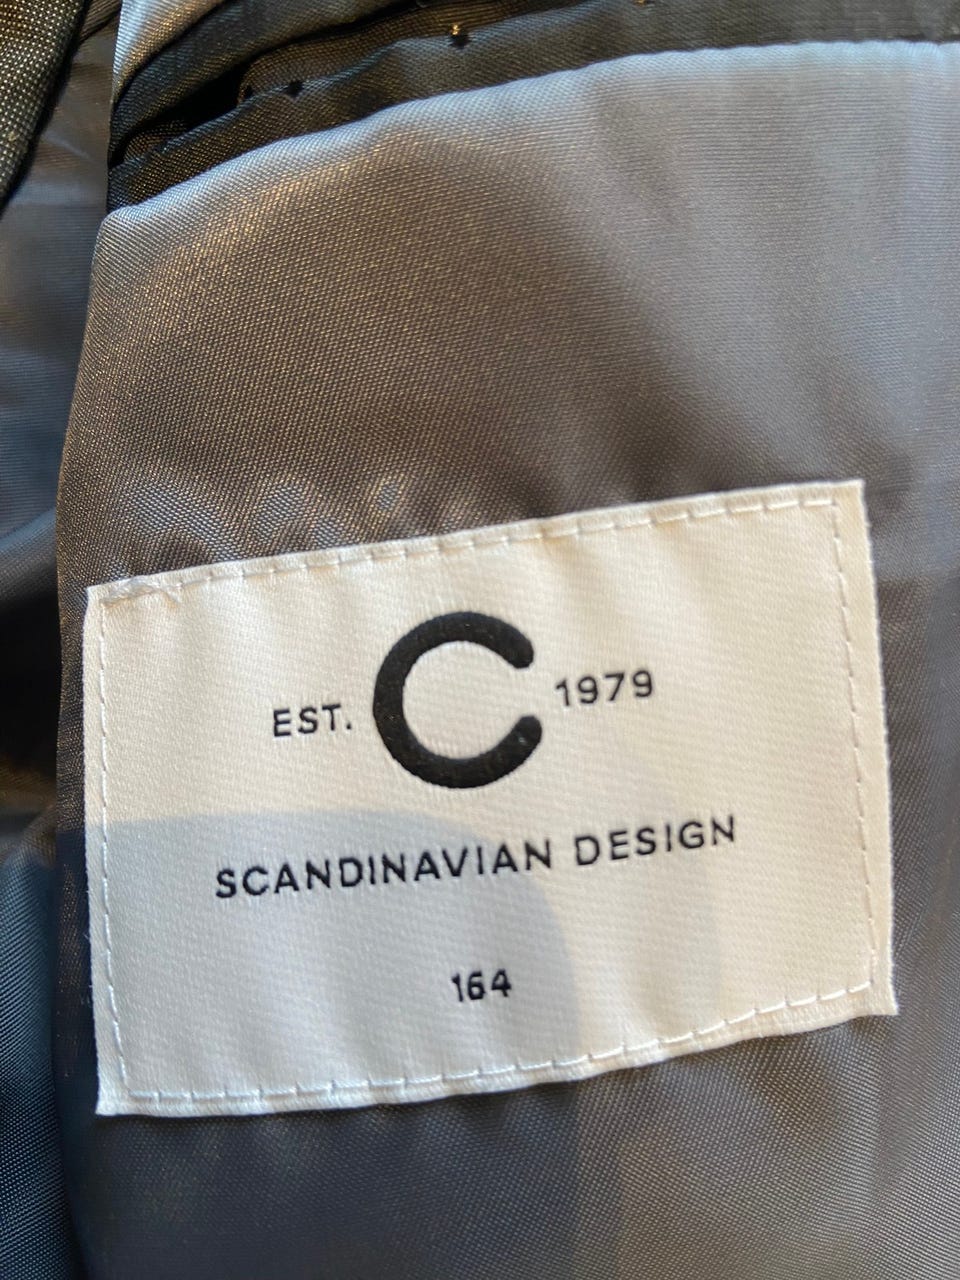 EST. C 1979
SCANDINAVIAN DESIGN
164